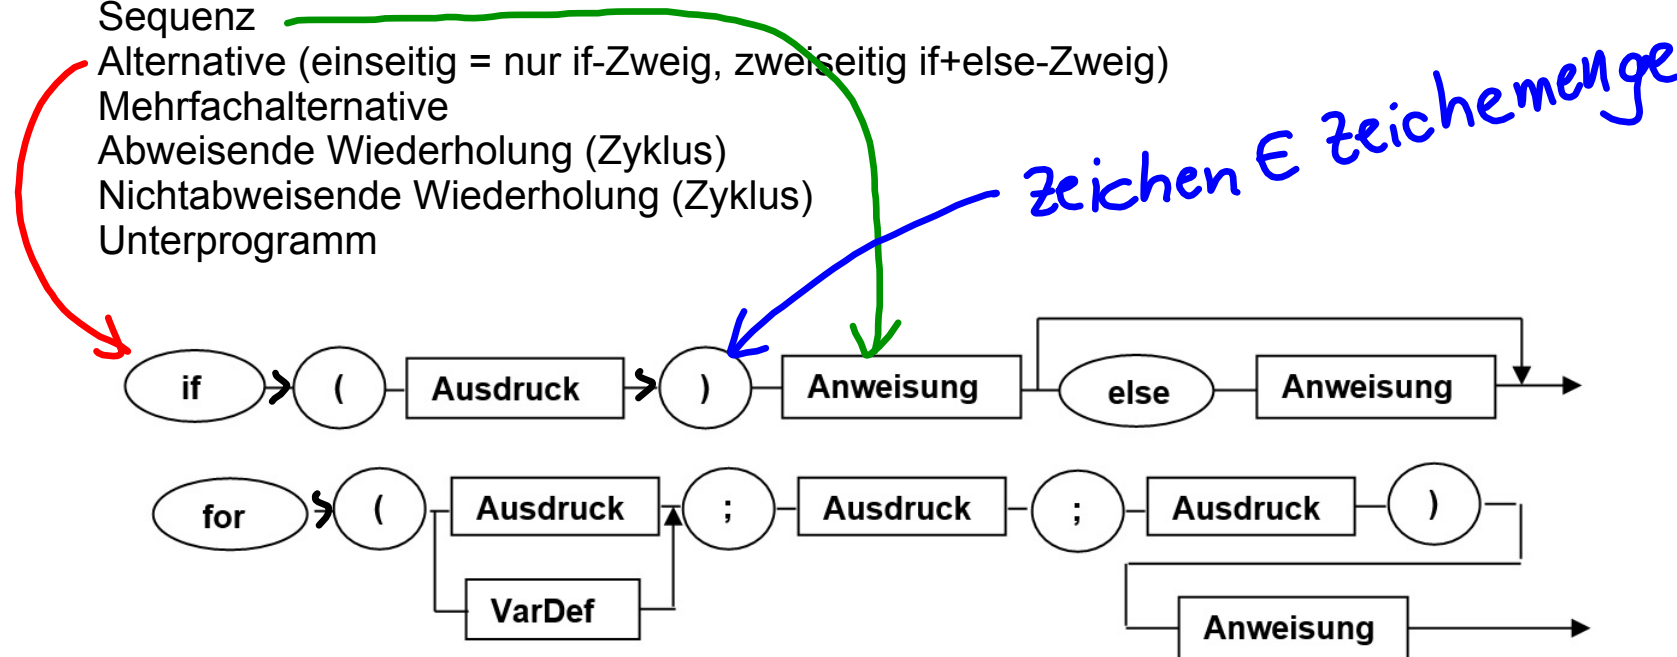 Sequenz
Alternative (einseitig = nur if-Zweig, zweiseitig if+else-Zweig)
Mehrfachalternative
Abweisende Wiederholung (Zyklus)
Nichtabweisende Wiederholung (Zyklus)
Unterprogramm
Zeichen ∈ Zeichemenge
if ( Ausdruck ) Anweisung else Anweisung
for ( Ausdruck ; Ausdruck ; Ausdruck )
VarDef
Anweisung